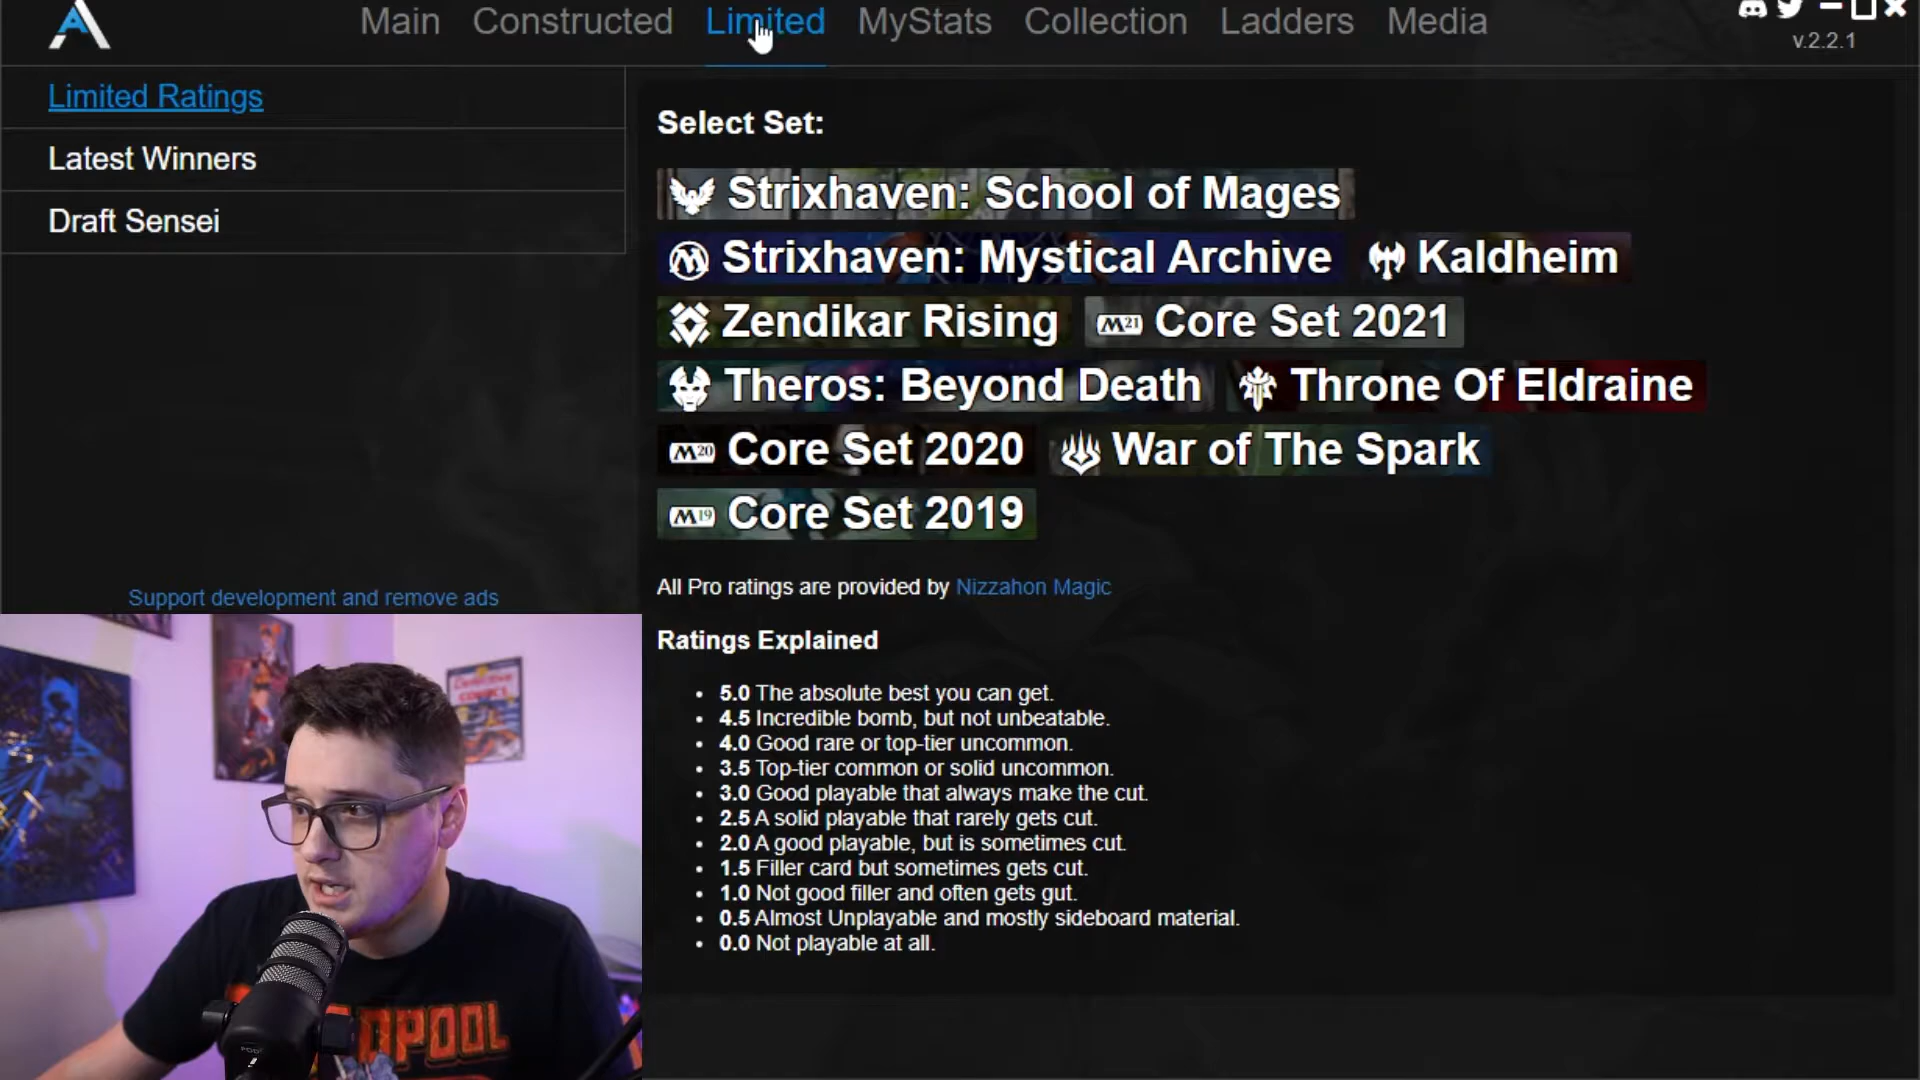 Main Constructed Limited MyStats Collection Ladders Media
v.2.2.1
Limited Ratings
Latest Winners
Draft Sensei
Support development and remove ads
Select Set:
Strixhaven: School of Mages
Strixhaven: Mystical Archive Kaldheim
Zendikar Rising M21 Core Set 2021
Theros: Beyond Death Throne Of Eldraine
M20 Core Set 2020 War of The Spark
M19 Core Set 2019
All Pro ratings are provided by Nizzahon Magic
Ratings Explained
• 5.0 The absolute best you can get.
• 4.5 Incredible bomb, but not unbeatable.
• 4.0 Good rare or top-tier uncommon.
• 3.5 Top-tier common or solid uncommon.
• 3.0 Good playable that always make the cut.
• 2.5 A solid playable that rarely gets cut.
• 2.0 A good playable, but is sometimes cut.
• 1.5 Filler card but sometimes gets cut.
• 1.0 Not good filler and often gets gut.
• 0.5 Almost Unplayable and mostly sideboard material.
• 0.0 Not playable at all.
COMICS
DPOOL